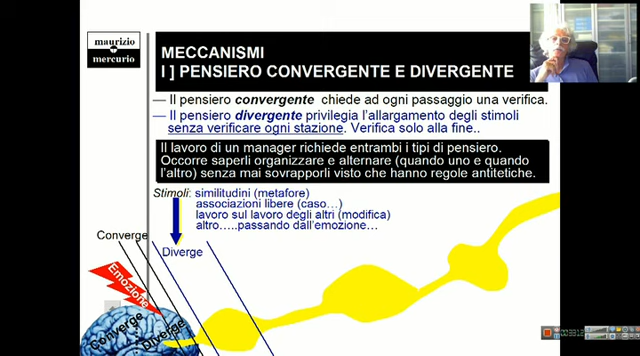 maurizio
mercurio
MECCANISMI
I ] PENSIERO CONVERGENTE E DIVERGENTE
— Il pensiero convergente chiede ad ogni passaggio una verifica.
— Il pensiero divergente privilegia l'allargamento degli stimoli
senza verificare ogni stazione. Verifica solo alla fine..
Il lavoro di un manager richiede entrambi i tipi di pensiero.
Occorre saperli organizzare e alternare (quando uno e quando
l'altro) senza mai sovrapporli visto che hanno regole antitetiche.
Stimoli: similitudini (metafore)
associazioni libere (caso…)
lavoro sul lavoro degli altri (modifica)
altro…..passando dall'emozione…
Converge
Diverge
Emozione
Converge
Diverge